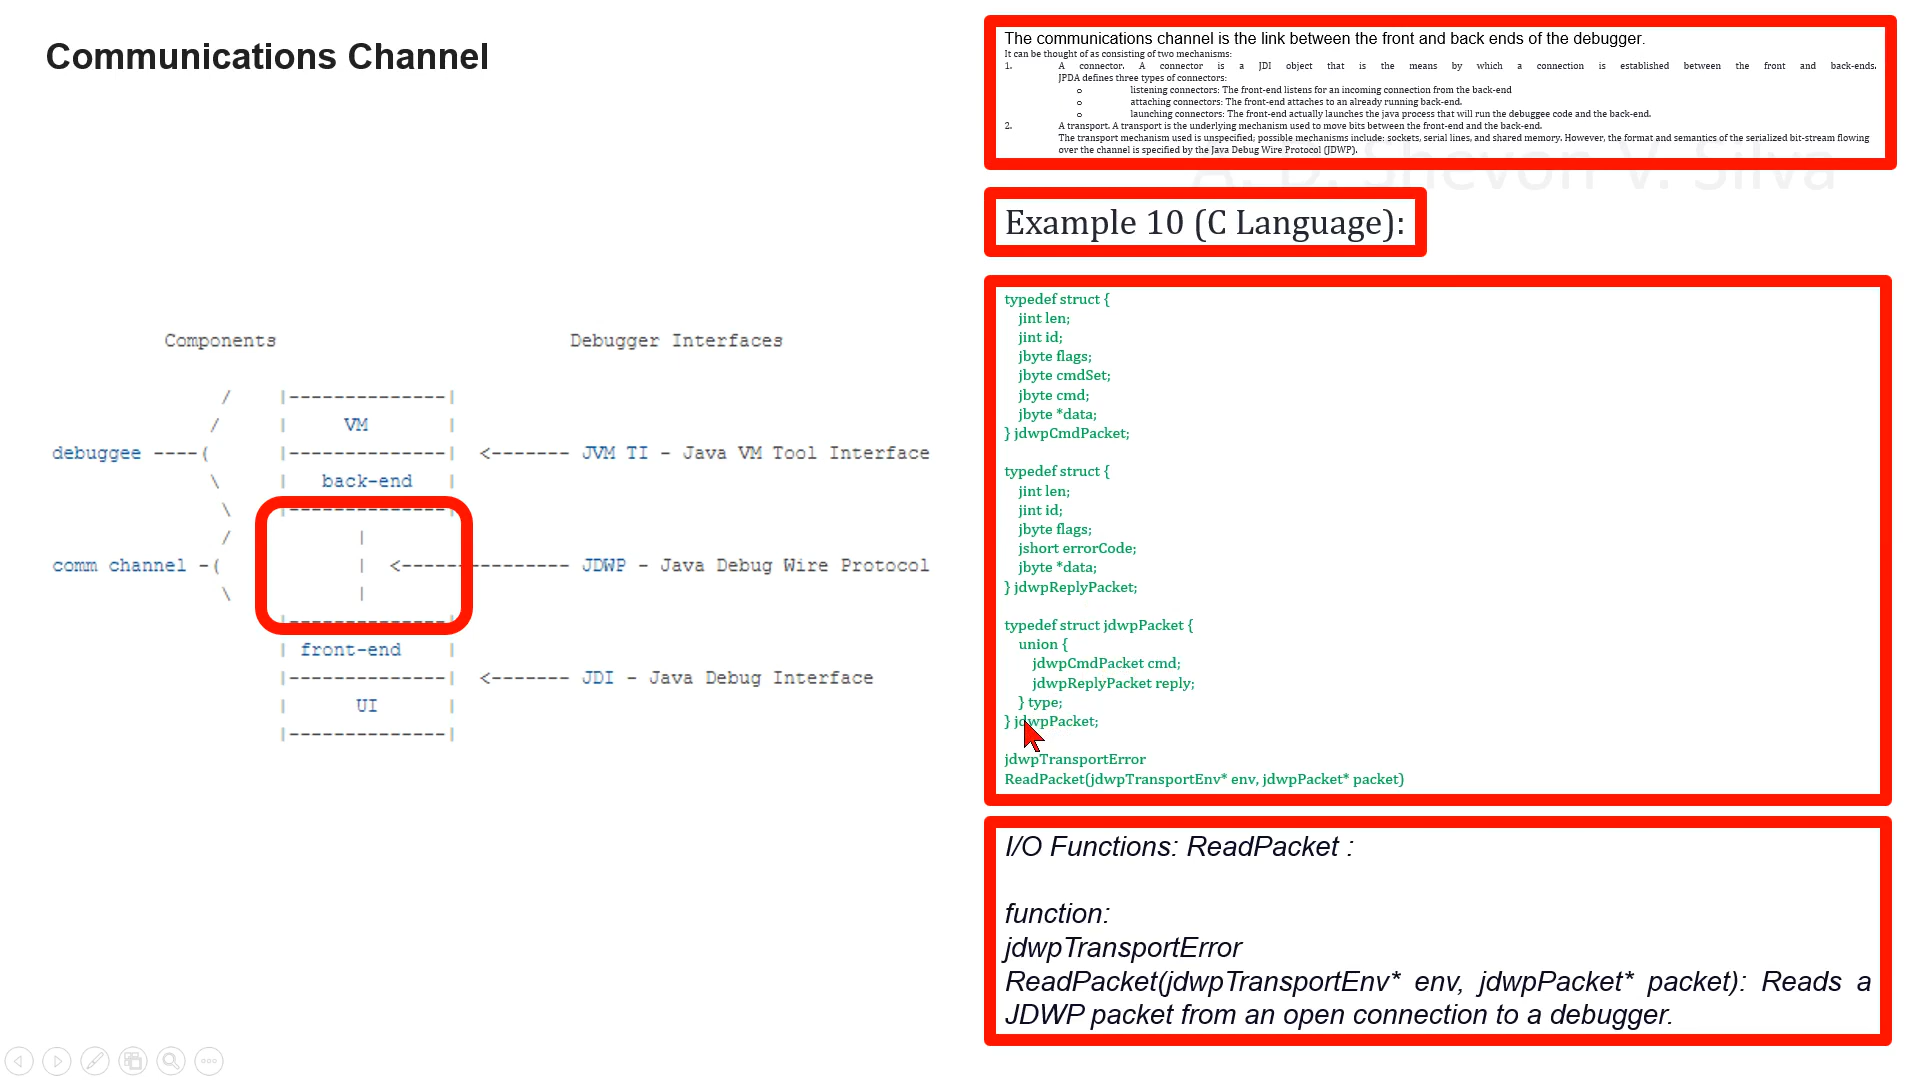 Communications Channel
The communications channel is the link between the front and back ends of the debugger.
It can be thought of as consisting of two mechanisms:
1. A connector. A connector is a JDI object that is the means by which a connection is established between the front and back-ends.
JPDA defines three types of connectors:
o listening connectors: The front-end listens for an incoming connection from the back-end
o attaching connectors: The front-end attaches to an already running back-end.
o launching connectors: The front-end actually launches the java process that will run the debuggee code and the back-end.
2. A transport. A transport is the underlying mechanism used to move bits between the front-end and the back-end.
The transport mechanism used is unspecified; possible mechanisms include: sockets, serial lines, and shared memory. However, the format and semantics of the serialized bit-stream flowing
over the channel is specified by the Java Debug Wire Protocol (JDWP).
A. D. Shevon V. Silva
Example 10 (C Language):
Components Debugger Interfaces
/ |--------------|
/ | VM |
debuggee ----( |--------------| <------- JVM TI - Java VM Tool Interface
\ | back-end |
\ |--------------|
/ |
comm channel -( | <--------------- JDWP - Java Debug Wire Protocol
\ |
|--------------|
| front-end |
|--------------| <------- JDI - Java Debug Interface
| UI |
|--------------|
typedef struct {
jint len;
jint id;
jbyte flags;
jbyte cmdSet;
jbyte cmd;
jbyte *data;
} jdwpCmdPacket;
typedef struct {
jint len;
jint id;
jbyte flags;
jshort errorCode;
jbyte *data;
} jdwpReplyPacket;
typedef struct jdwpPacket {
union {
jdwpCmdPacket cmd;
jdwpReplyPacket reply;
} type;
} jdwpPacket;
jdwpTransportError
ReadPacket(jdwpTransportEnv* env, jdwpPacket* packet)
I/O Functions: ReadPacket :
function:
jdwpTransportError
ReadPacket(jdwpTransportEnv* env, jdwpPacket* packet): Reads a
JDWP packet from an open connection to a debugger.